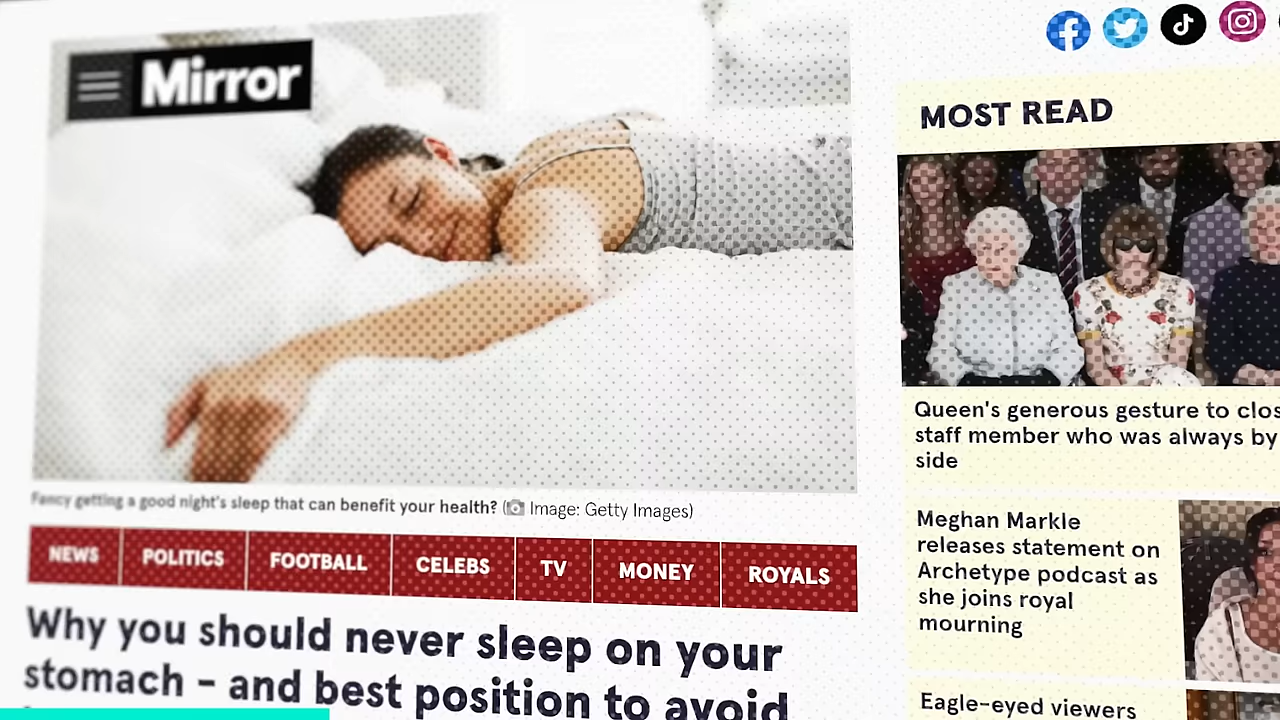 Mirror
Fancy getting a good night's sleep that can benefit your health? (Image: Getty Images)
NEWS POLITICS FOOTBALL CELEBS TV MONEY ROYALS
Why you should never sleep on your
stomach - and best position to avoid
MOST READ
Queen's generous gesture to clos
staff member who was always by
side
Meghan Markle
releases statement on
Archetype podcast as
she joins royal
mourning
Eagle-eyed viewers